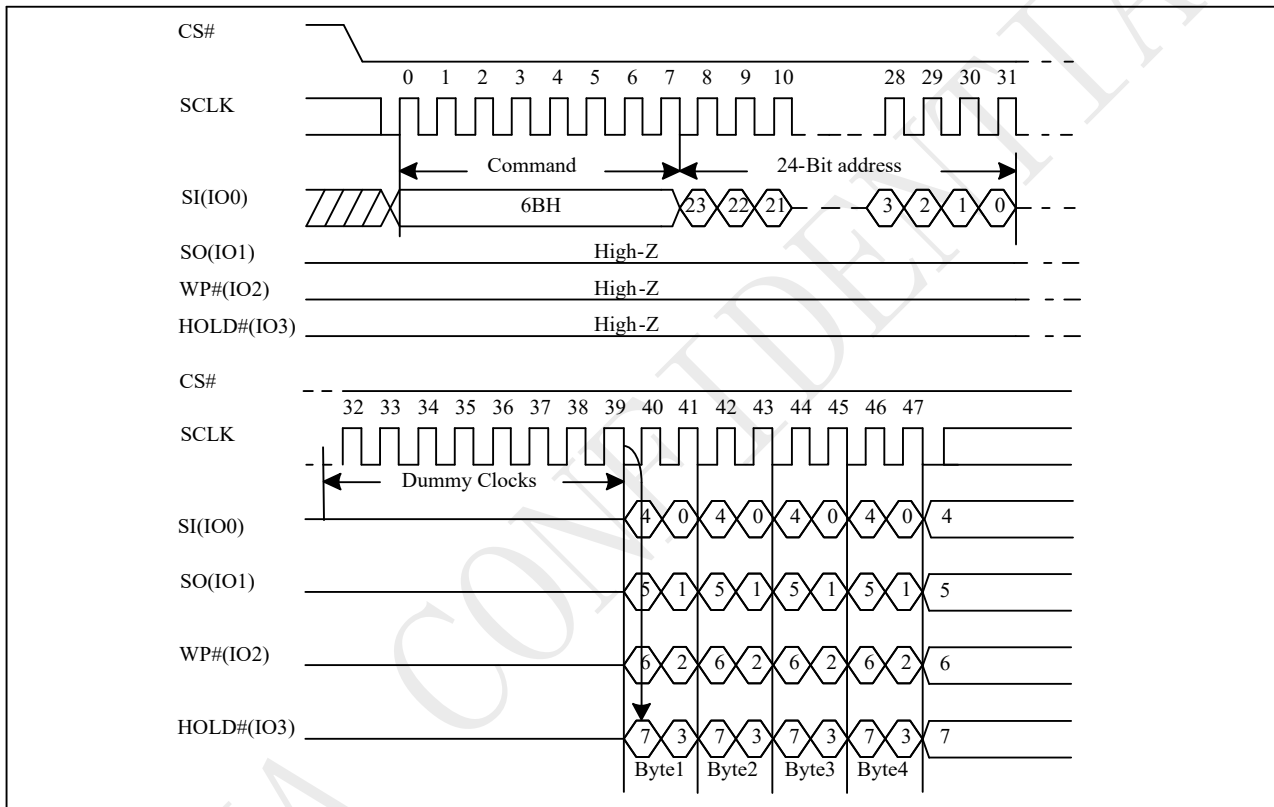 CS#
0 1 2 3 4 5 6 7 8 9 10 28 29 30 31
SCLK
Command 24-Bit address
SI(IO0) 6BH 23 22 21 3 2 1 0
SO(IO1) High-Z
WP#(IO2) High-Z
HOLD#(IO3) High-Z
CS#
32 33 34 35 36 37 38 39 40 41 42 43 44 45 46 47
SCLK
Dummy Clocks
SI(IO0) 4 0 4 0 4 0 4 0 4
SO(IO1) 5 1 5 1 5 1 5 1 5
WP#(IO2) 6 2 6 2 6 2 6 2 6
HOLD#(IO3) 7 3 7 3 7 3 7 3 7
Byte1 Byte2 Byte3 Byte4
CONFIDENTIA